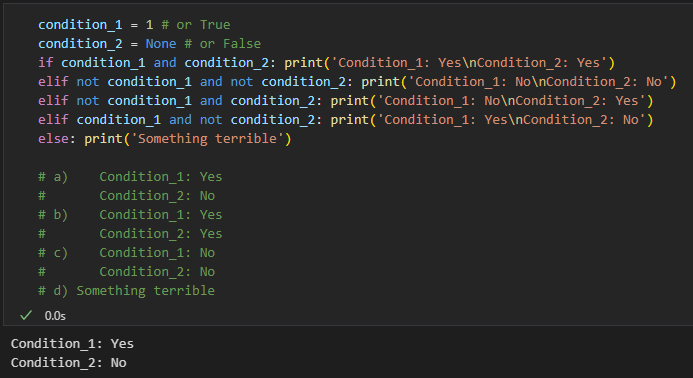 condition_1 = 1 # or True
condition_2 = None # or False
if condition_1 and condition_2: print('Condition_1: Yes\nCondition_2: Yes')
elif not condition_1 and not condition_2: print('Condition_1: No\nCondition_2: No')
elif not condition_1 and condition_2: print('Condition_1: No\nCondition_2: Yes')
elif condition_1 and not condition_2: print('Condition_1: Yes\nCondition_2: No')
else: print('Something terrible')

# a)    Condition_1: Yes
#       Condition_2: No
# b)    Condition_1: Yes
#       Condition_2: Yes
# c)    Condition_1: No
#       Condition_2: No
# d) Something terrible
0.0s
Condition_1: Yes
Condition_2: No